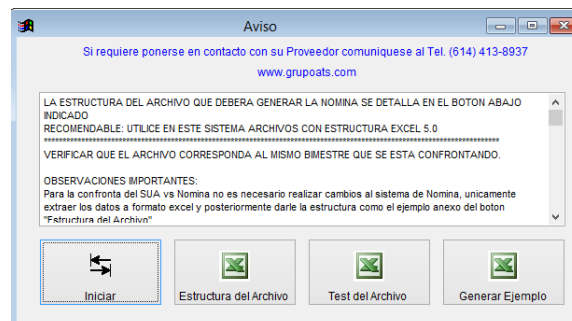 Aviso
Si requiere ponerse en contacto con su Proveedor comuniquese al Tel. (614) 413-8937
www.grupoats.com
LA ESTRUCTURA DEL ARCHIVO QUE DEBERA GENERAR LA NOMINA SE DETALLA EN EL BOTON ABAJO
INDICADO
RECOMENDABLE: UTILICE EN ESTE SISTEMA ARCHIVOS CON ESTRUCTURA EXCEL 5.0
************************************************************************************************************************
VERIFICAR QUE EL ARCHIVO CORRESPONDA AL MISMO BIMESTRE QUE SE ESTA CONFRONTANDO.
OBSERVACIONES IMPORTANTES:
Para la confronta del SUA vs Nomina no es necesario realizar cambios al sistema de Nomina, unicamente
extraer los datos a formato excel y posteriormente darle la estructura como el ejemplo anexo del boton
"Estructura del Archivo"
Iniciar
Estructura del Archivo
Test del Archivo
Generar Ejemplo